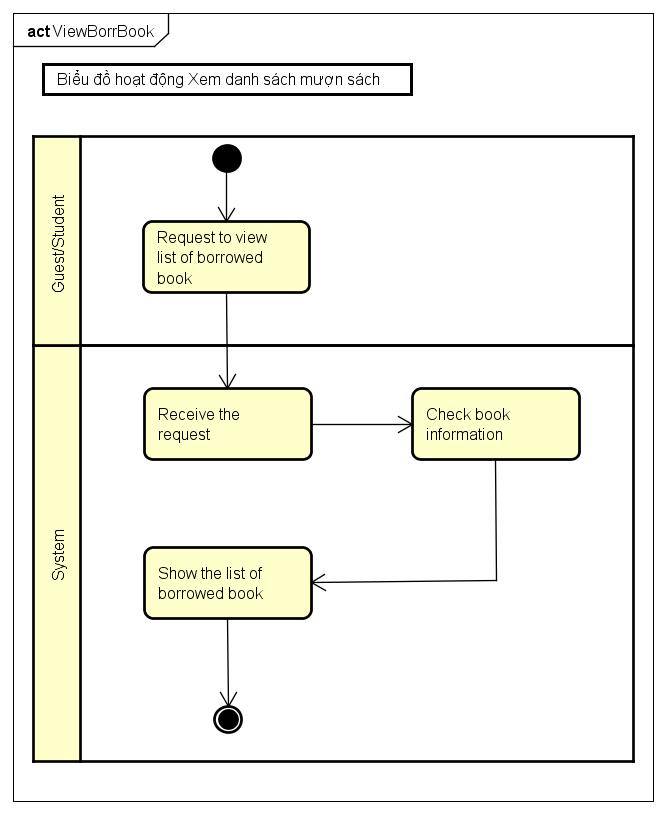 act ViewBorrBook
Biểu đồ hoạt động Xem danh sách mượn sách
Guest/Student
Request to view
list of borrowed
book
System
Receive the
request
Check book
information
Show the list of
borrowed book